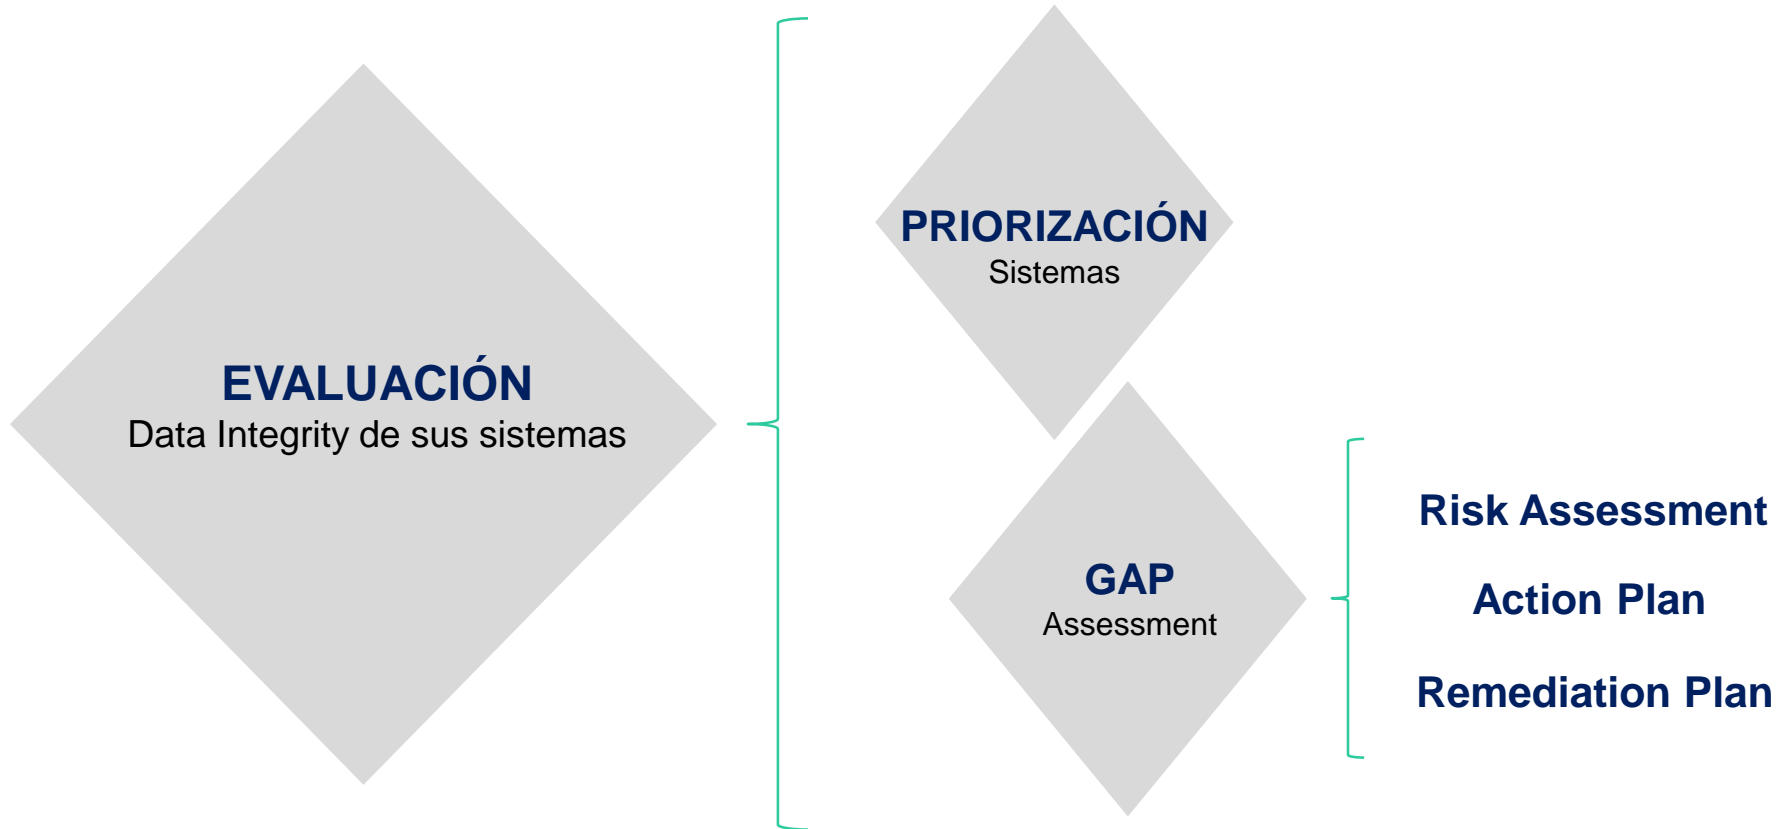 EVALUACIÓN
Data Integrity de sus sistemas
PRIORIZACIÓN
Sistemas
GAP
Assessment
Risk Assessment
Action Plan
Remediation Plan